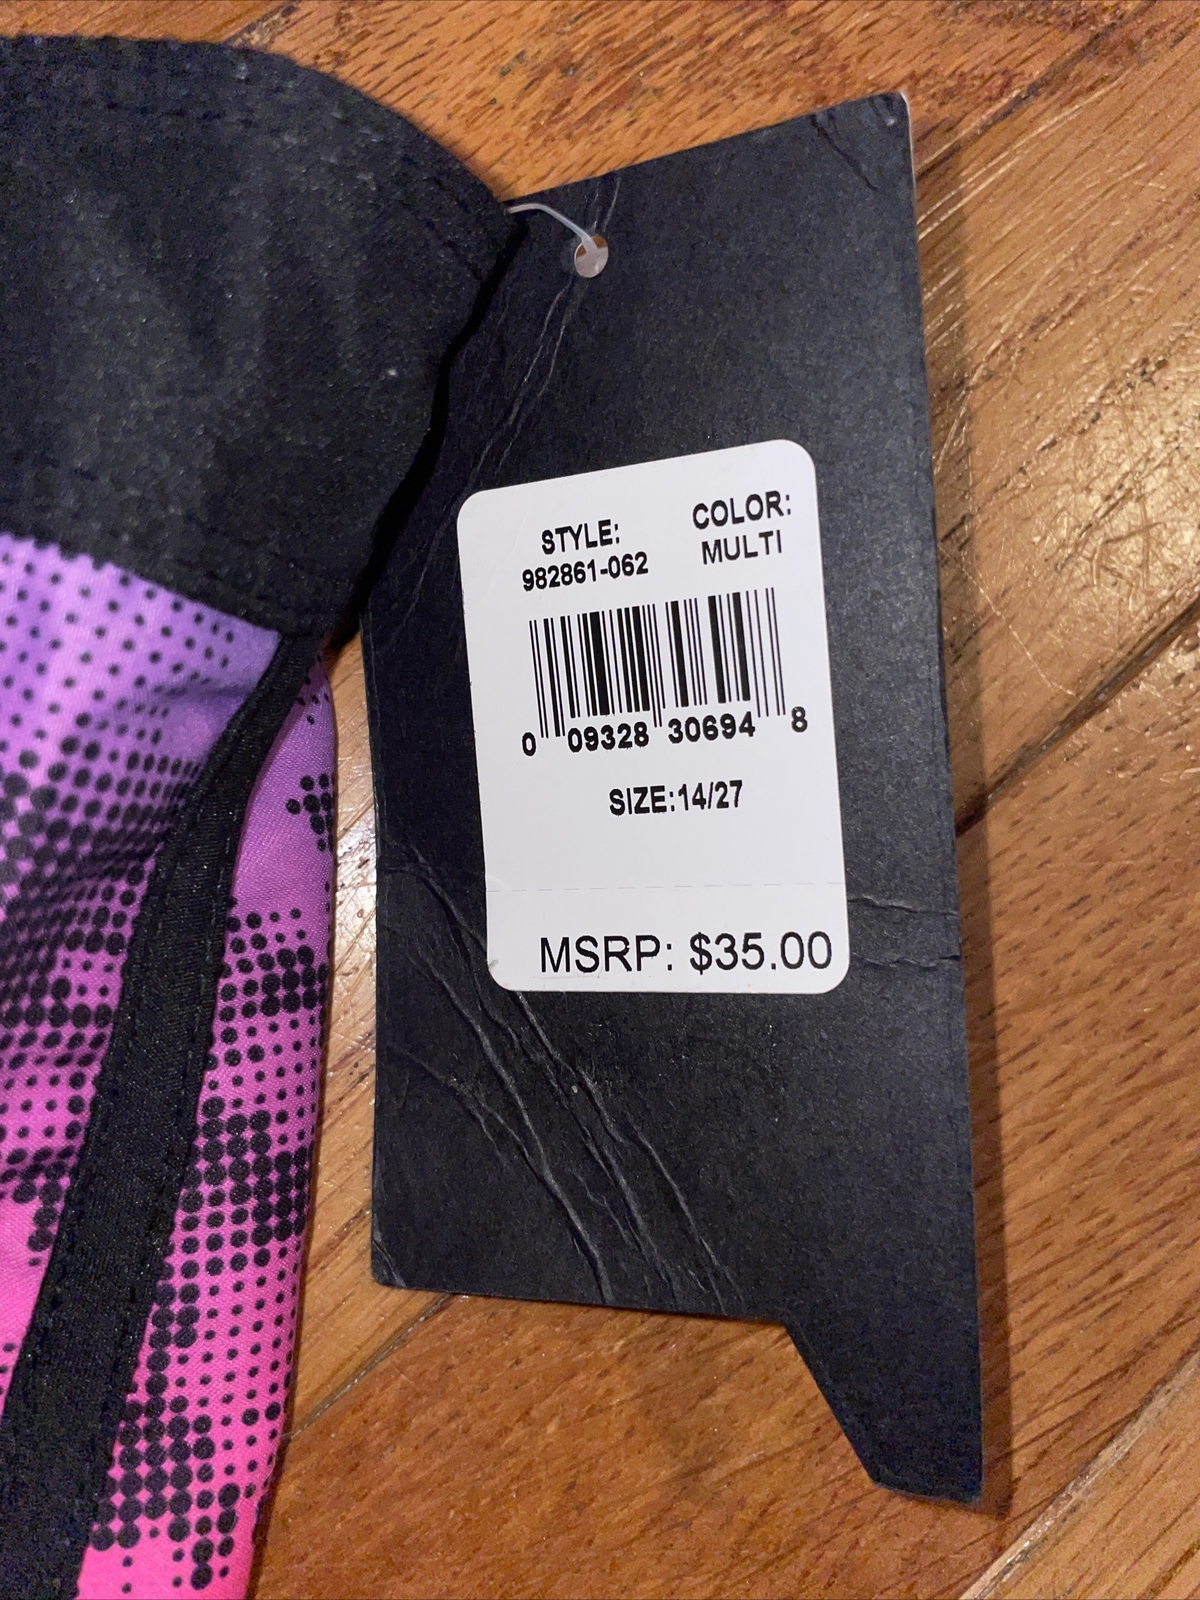 STYLE:
982861-062
COLOR:
MULTI
0 09328 30694 8
SIZE:14/27
MSRP: $35.00